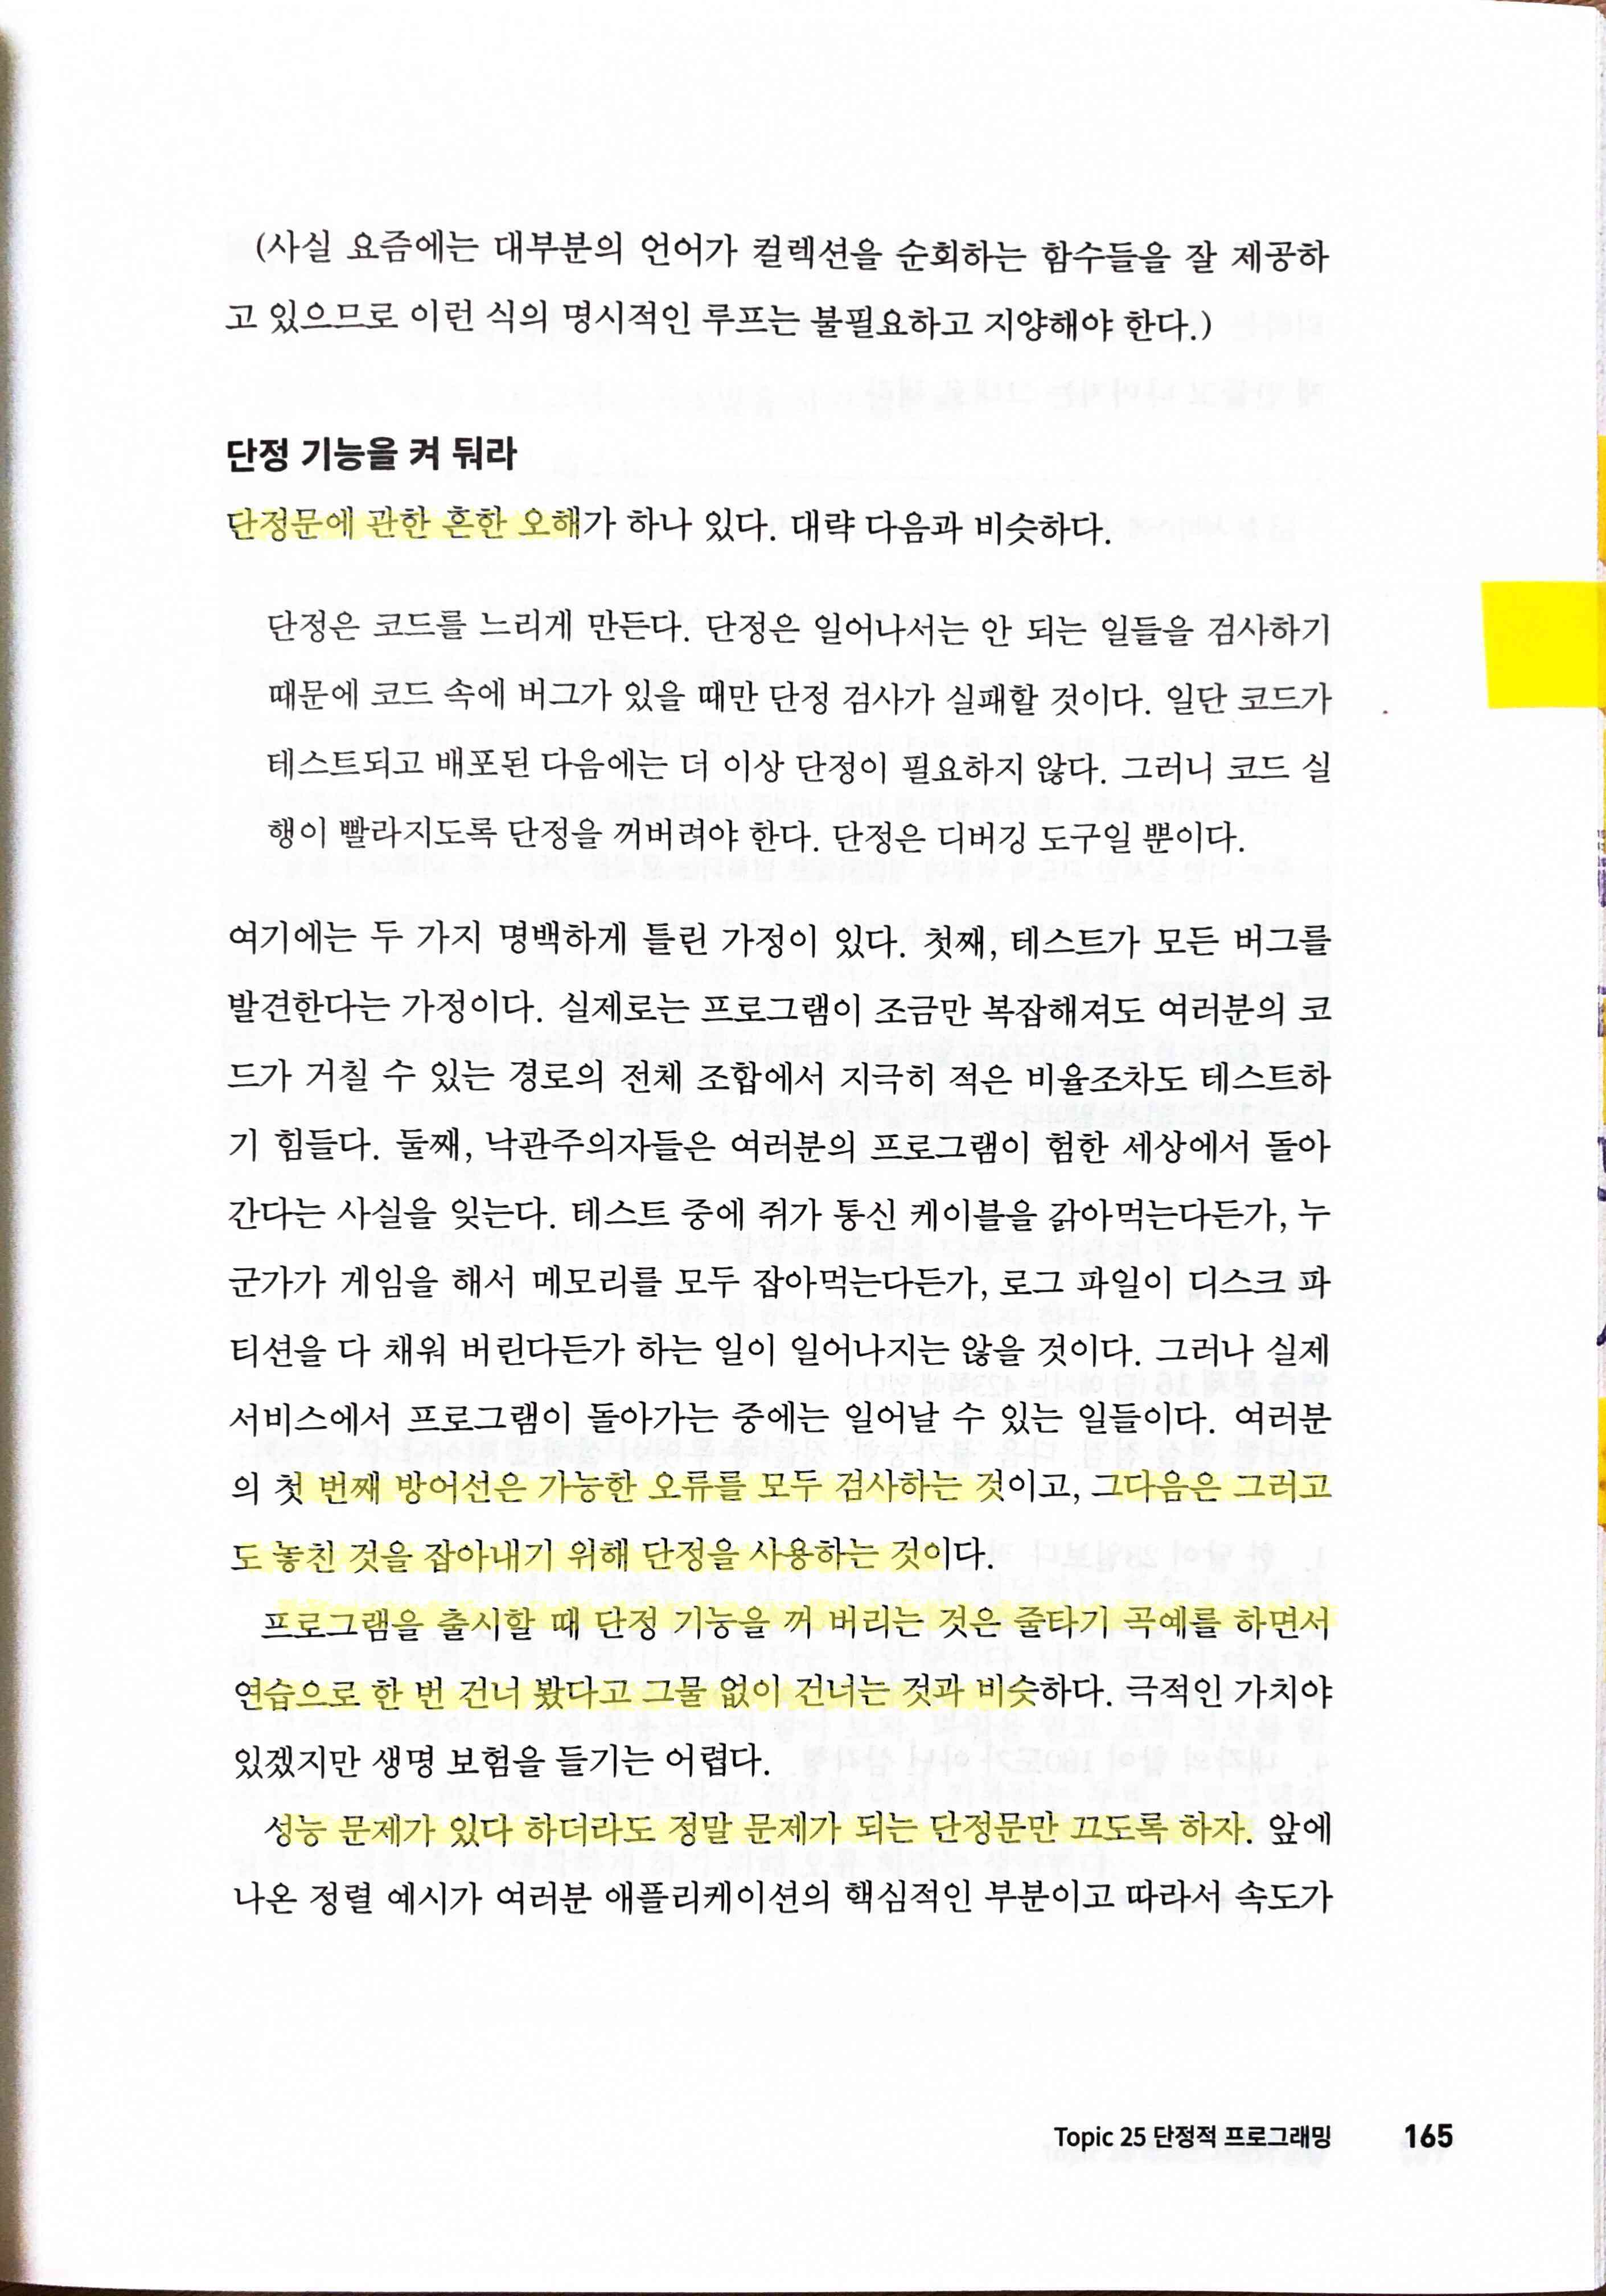 (사실 요즘에는 대부분의 언어가 컬렉션을 순회하는 함수들을 잘 제공하
고 있으므로 이런 식의 명시적인 루프는 불필요하고 지양해야 한다.)
단정 기능을 켜 둬라
단정문에 관한 흔한 오해가 하나 있다. 대략 다음과 비슷하다.
단정은 코드를 느리게 만든다. 단정은 일어나서는 안 되는 일들을 검사하기
때문에 코드 속에 버그가 있을 때만 단정 검사가 실패할 것이다. 일단 코드가
테스트되고 배포된 다음에는 더 이상 단정이 필요하지 않다. 그러니 코드 실
행이 빨라지도록 단정을 꺼버려야 한다. 단정은 디버깅 도구일 뿐이다.
여기에는 두 가지 명백하게 틀린 가정이 있다. 첫째, 테스트가 모든 버그를
발견한다는 가정이다. 실제로는 프로그램이 조금만 복잡해져도 여러분의 코
드가 거칠 수 있는 경로의 전체 조합에서 지극히 적은 비율조차도 테스트하
기 힘들다. 둘째, 낙관주의자들은 여러분의 프로그램이 험한 세상에서 돌아
간다는 사실을 잊는다. 테스트 중에 쥐가 통신 케이블을 갉아먹는다든가, 누
군가가 게임을 해서 메모리를 모두 잡아먹는다든가, 로그 파일이 디스크 파
티션을 다 채워 버린다든가 하는 일이 일어나지는 않을 것이다. 그러나 실제
서비스에서 프로그램이 돌아가는 중에는 일어날 수 있는 일들이다. 여러분
의 첫 번째 방어선은 가능한 오류를 모두 검사하는 것이고, 그다음은 그러고
도 놓친 것을 잡아내기 위해 단정을 사용하는 것이다.
프로그램을 출시할 때 단정 기능을 꺼 버리는 것은 줄타기 곡예를 하면서
연습으로 한 번 건너 봤다고 그물 없이 건너는 것과 비슷하다. 극적인 가치야
있겠지만 생명 보험을 들기는 어렵다.
성능 문제가 있다 하더라도 정말 문제가 되는 단정문만 끄도록 하자. 앞에
나온 정렬 예시가 여러분 애플리케이션의 핵심적인 부분이고 따라서 속도가
Topic 25 단정적 프로그래밍 165